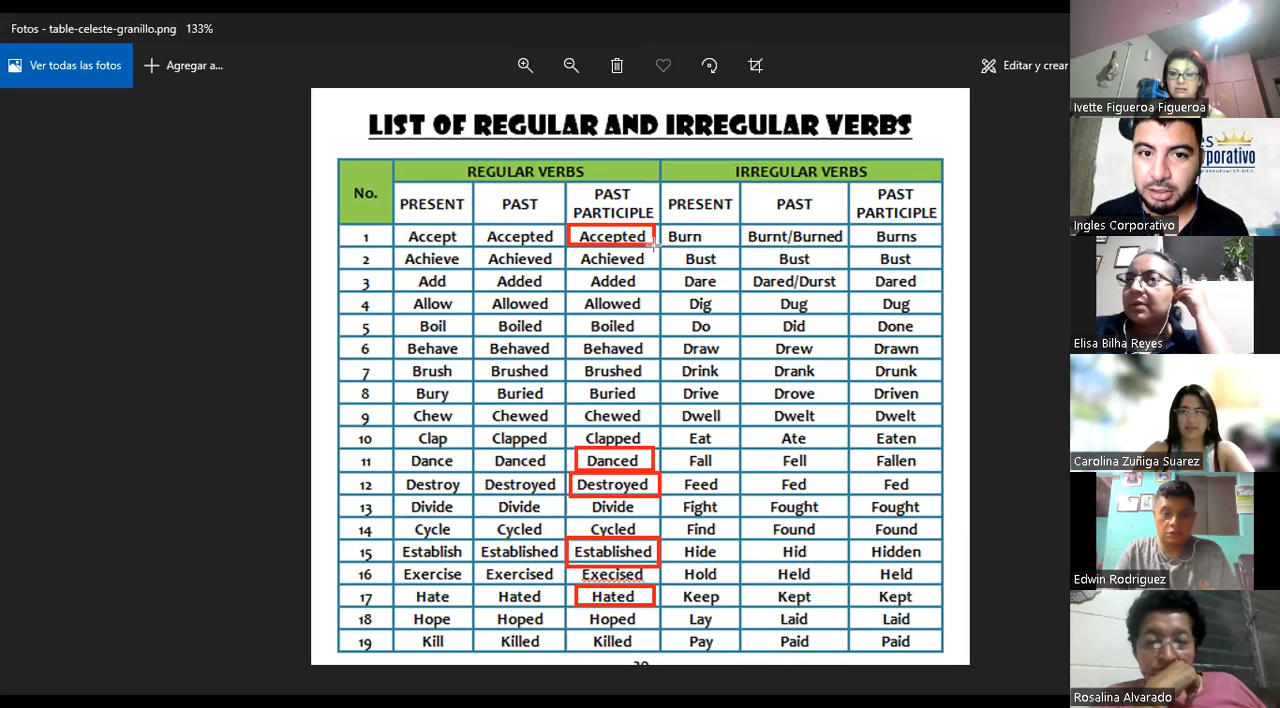 Fotos - table-celeste-granillo.png 133%
Ver todas las fotos
Agregar a...
Editar y crear
LIST OF REGULAR AND IRREGULAR VERBS
No. REGULAR VERBS IRREGULAR VERBS
PRESENT PAST PAST PARTICIPLE PRESENT PAST PAST PARTICIPLE
1 Accept Accepted Accepted Burn Burnt/Burned Burns
2 Achieve Achieved Achieved Bust Bust Bust
3 Add Added Added Dare Dared/Durst Dared
4 Allow Allowed Allowed Dig Dug Dug
5 Boil Boiled Boiled Do Did Done
6 Behave Behaved Behaved Draw Drew Drawn
7 Brush Brushed Brushed Drink Drank Drunk
8 Bury Buried Buried Drive Drove Driven
9 Chew Chewed Chewed Dwell Dwelt Dwelt
10 Clap Clapped Clapped Eat Ate Eaten
11 Dance Danced Danced Fall Fell Fallen
12 Destroy Destroyed Destroyed Feed Fed Fed
13 Divide Divide Divide Fight Fought Fought
14 Cycle Cycled Cycled Find Found Found
15 Establish Established Established Hide Hid Hidden
16 Exercise Exercised Execised Hold Held Held
17 Hate Hated Hated Keep Kept Kept
18 Hope Hoped Hoped Lay Laid Laid
19 Kill Killed Killed Pay Paid Paid
Ivette Figueroa Figueroa
Ingles Corporativo
Elisa Bilha Reyes
Carolina Zuñiga Suarez
Edwin Rodriguez
Rosalina Alvarado